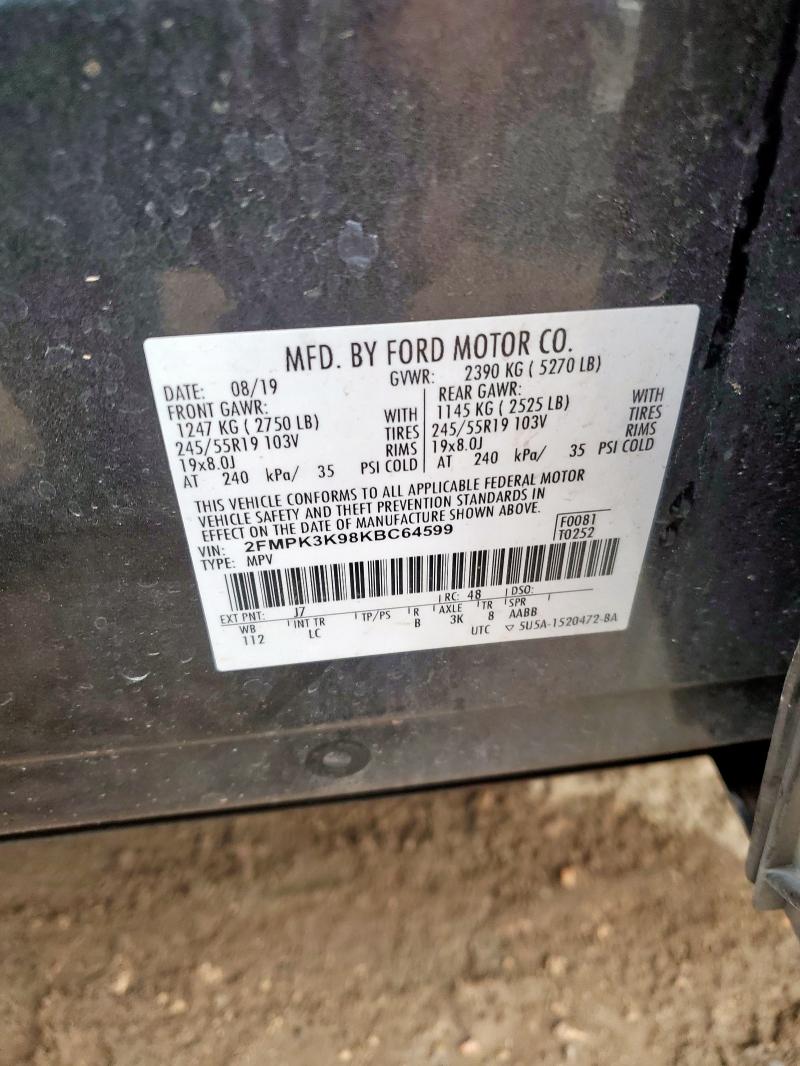 MFD. BY FORD MOTOR CO.
DATE: 08/19 GVWR: 2390 KG ( 5270 LB)
FRONT GAWR:
1247 KG ( 2750 LB) WITH
245/55R19 103V TIRES
19x8.0J RIMS
AT 240 kPa/ 35 PSI COLD
REAR GAWR:
1145 KG ( 2525 LB) WITH
245/55R19 103V TIRES
19x8.0J RIMS
AT 240 kPa/ 35 PSI COLD
THIS VEHICLE CONFORMS TO ALL APPLICABLE FEDERAL MOTOR
VEHICLE SAFETY AND THEFT PREVENTION STANDARDS IN
EFFECT ON THE DATE OF MANUFACTURE SHOWN ABOVE.
VIN: 2FMPK3K98KBC64599
TYPE: MPV
F0081
T0252
EXT PNT: J7 RC: 48 DSO:
WB INT TR TP/PS R AXLE TR SPR
112 LC B 3K 8 AABB
UTC ▽ 5U5A-1520472-BA